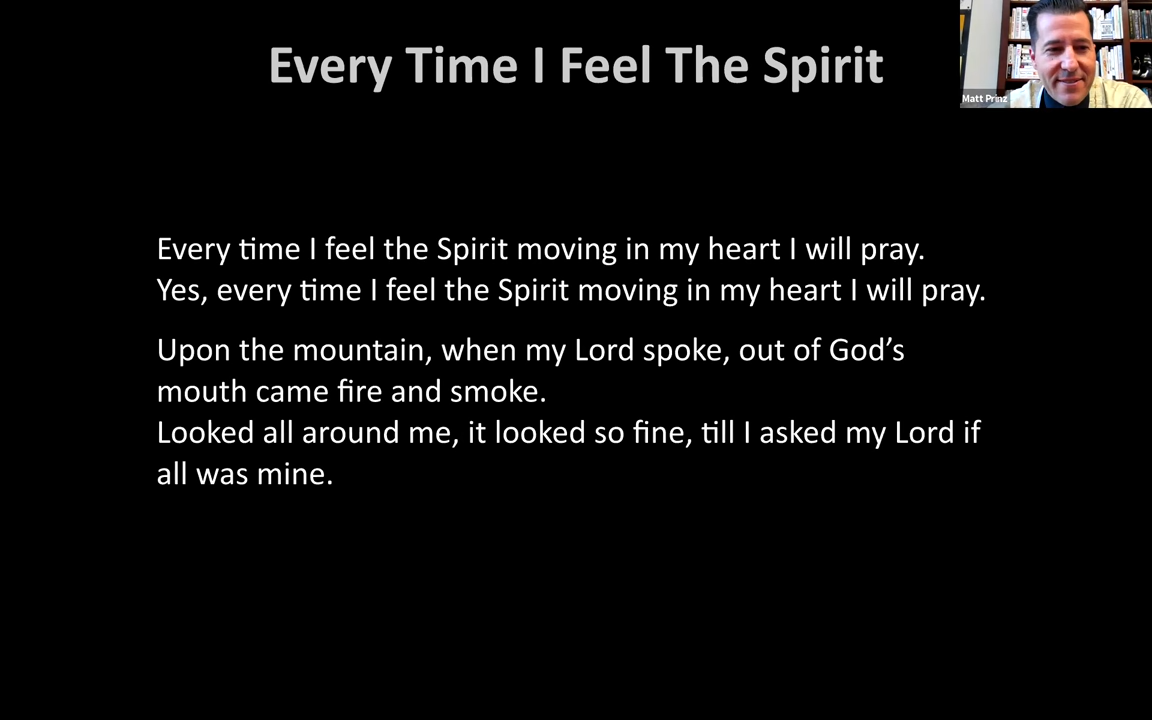 Every Time I Feel The Spirit
Matt Prinz
Every time I feel the Spirit moving in my heart I will pray.
Yes, every time I feel the Spirit moving in my heart I will pray.
Upon the mountain, when my Lord spoke, out of God’s
mouth came fire and smoke.
Looked all around me, it looked so fine, till I asked my Lord if
all was mine.